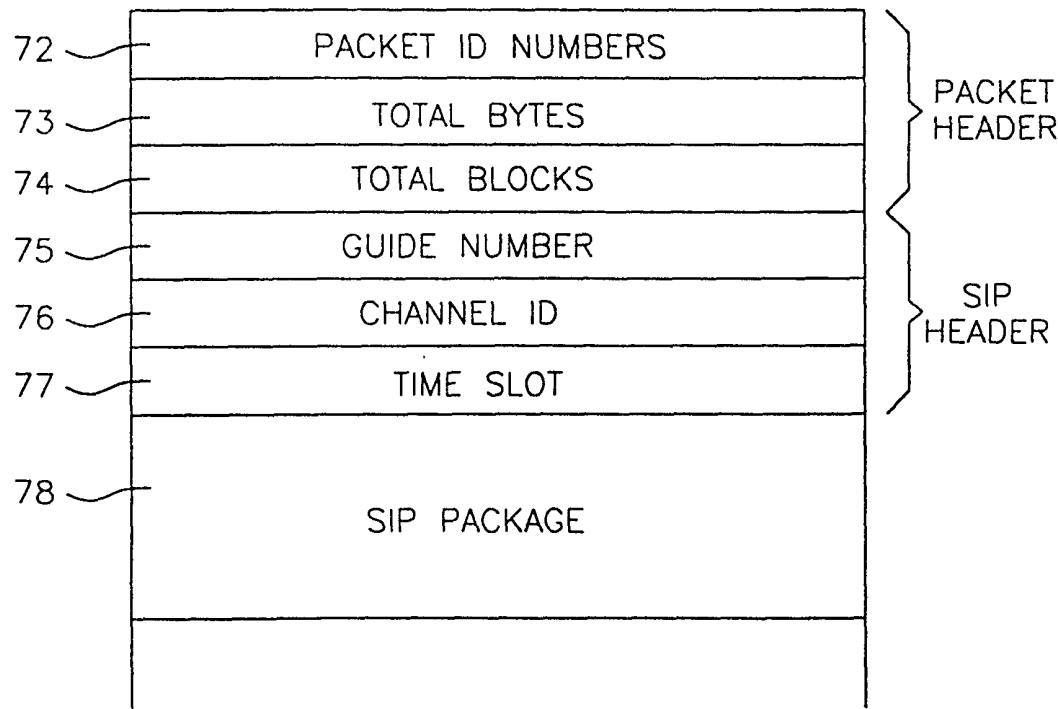 72 PACKET ID NUMBERS
73 TOTAL BYTES
74 TOTAL BLOCKS
PACKET
HEADER
75 GUIDE NUMBER
76 CHANNEL ID
77 TIME SLOT
SIP
HEADER
78 SIP PACKAGE